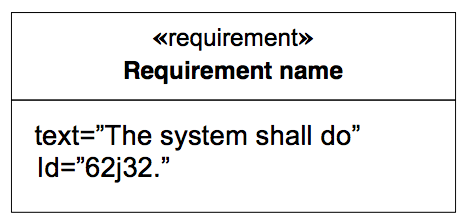 «requirement»
Requirement name
text=”The system shall do”
Id=”62j32.”